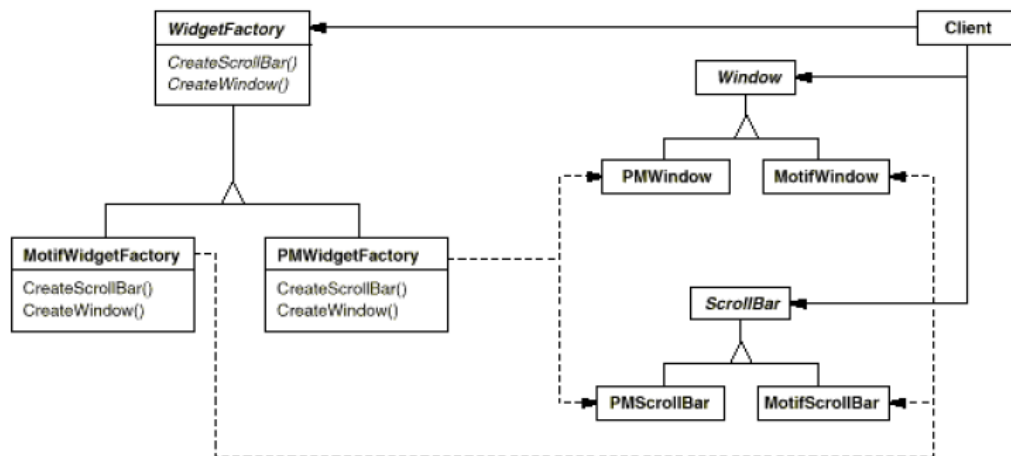 WidgetFactory
CreateScrollBar()
CreateWindow()
Client
Window
PMWindow
MotifWindow
MotifWidgetFactory
CreateScrollBar()
CreateWindow()
PMWidgetFactory
CreateScrollBar()
CreateWindow()
ScrollBar
PMScrollBar
MotifScrollBar